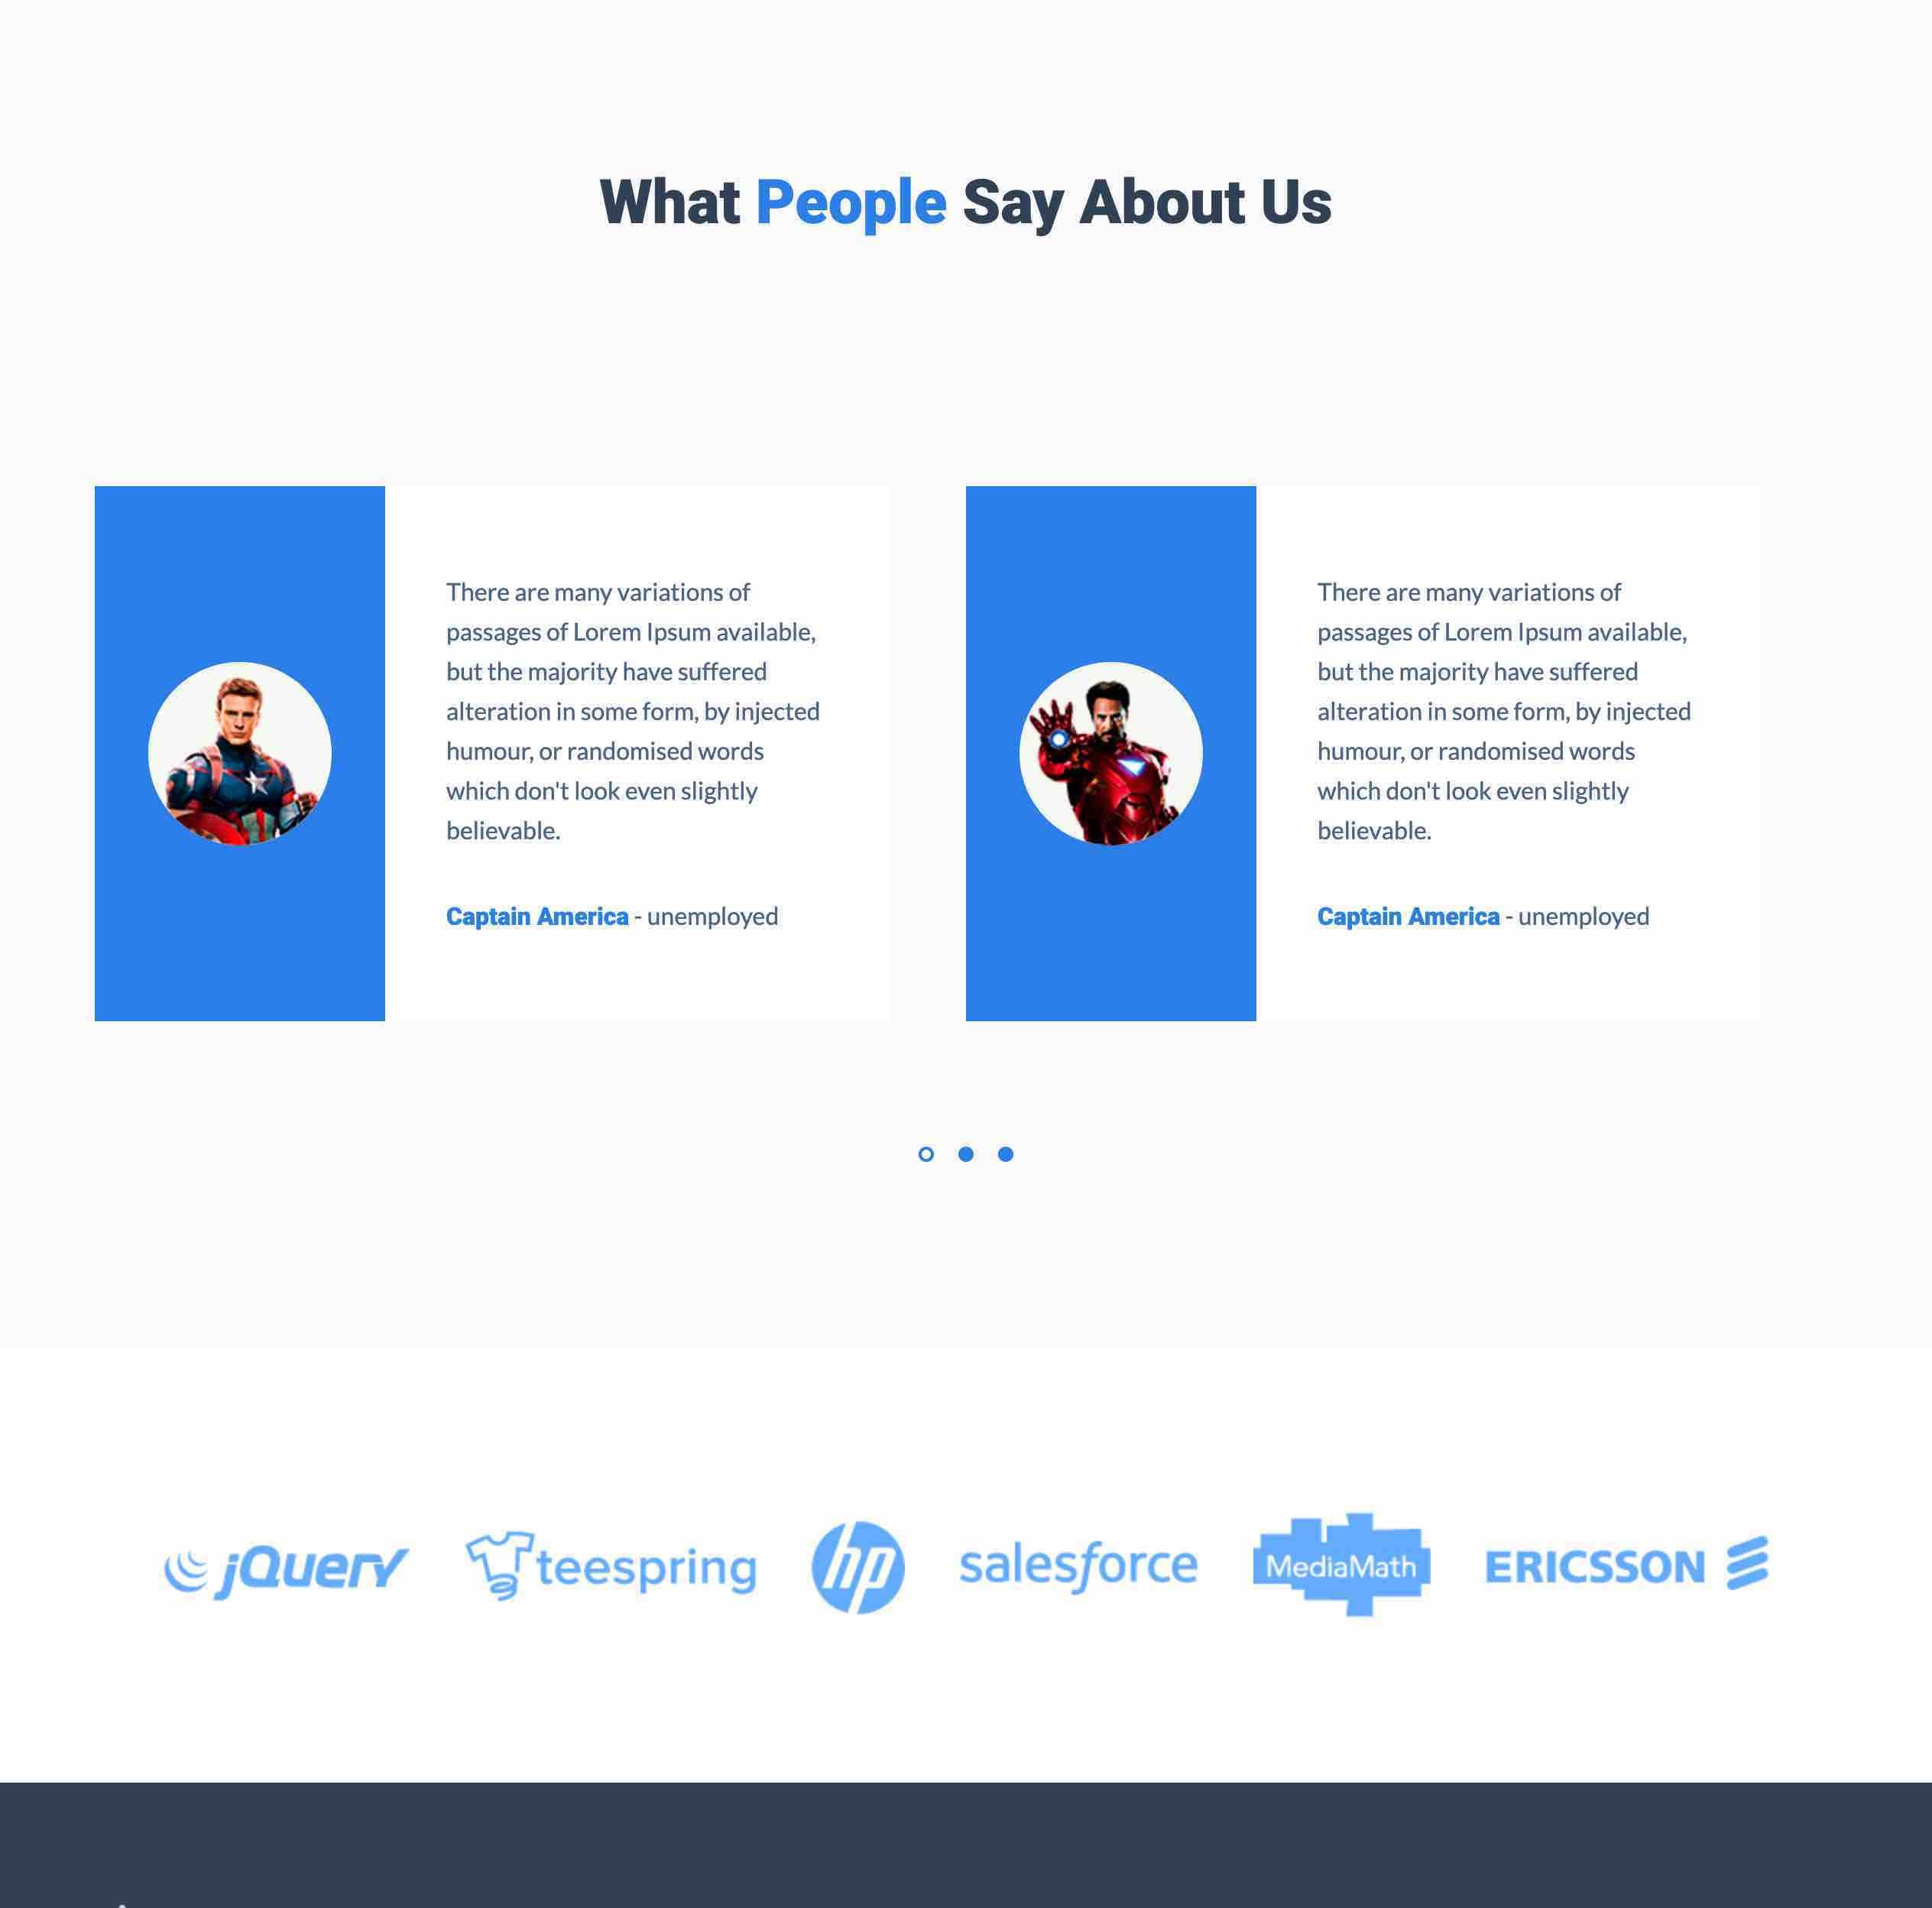 What People Say About Us
There are many variations of
passages of Lorem Ipsum available,
but the majority have suffered
alteration in some form, by injected
humour, or randomised words
which don't look even slightly
believable.
Captain America - unemployed
There are many variations of
passages of Lorem Ipsum available,
but the majority have suffered
alteration in some form, by injected
humour, or randomised words
which don't look even slightly
believable.
Captain America - unemployed
jQuery teespring hp salesforce MediaMath ERICSSON